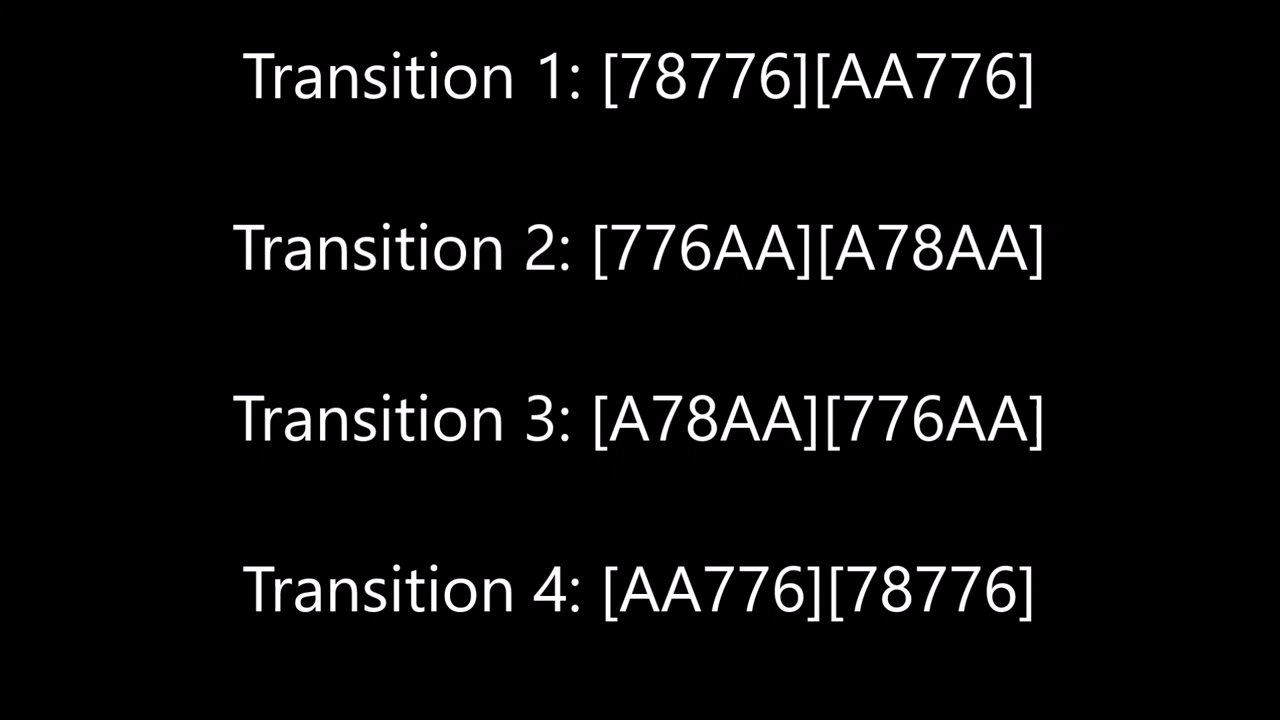 Transition 1: [78776][AA776]
Transition 2: [776AA][A78AA]
Transition 3: [A78AA][776AA]
Transition 4: [AA776][78776]